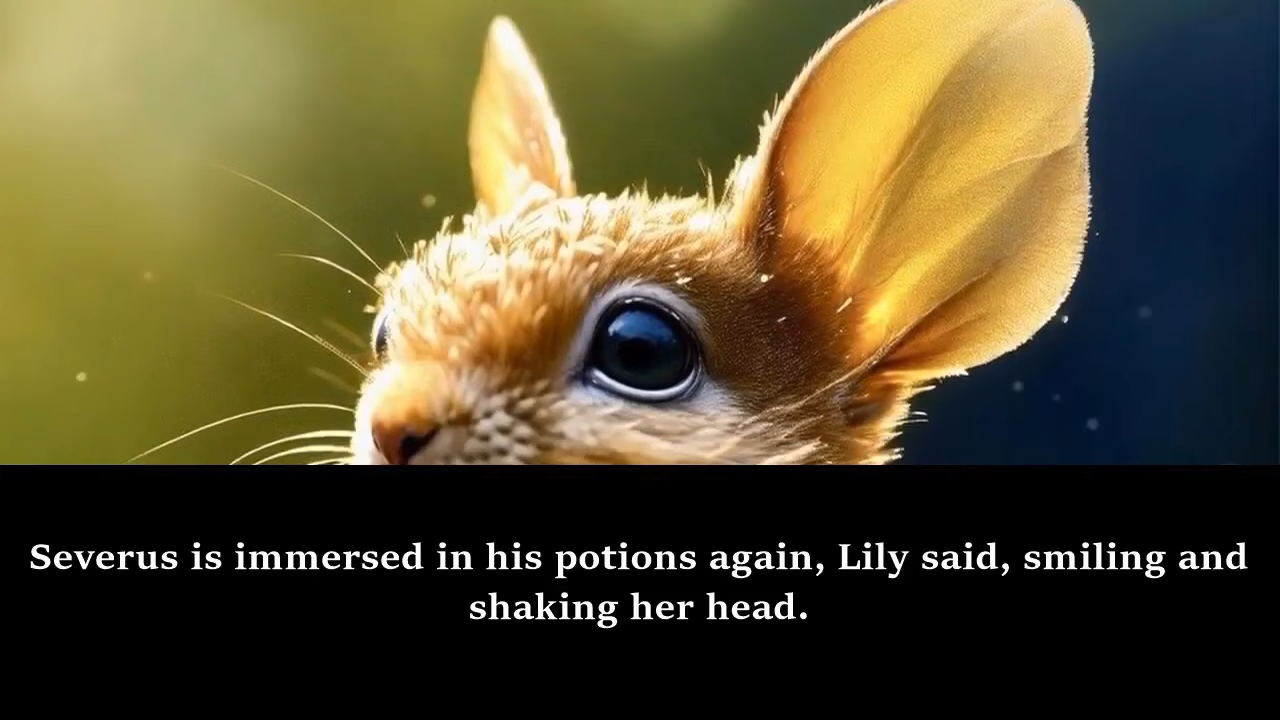 Severus is immersed in his potions again, Lily said, smiling and
shaking her head.